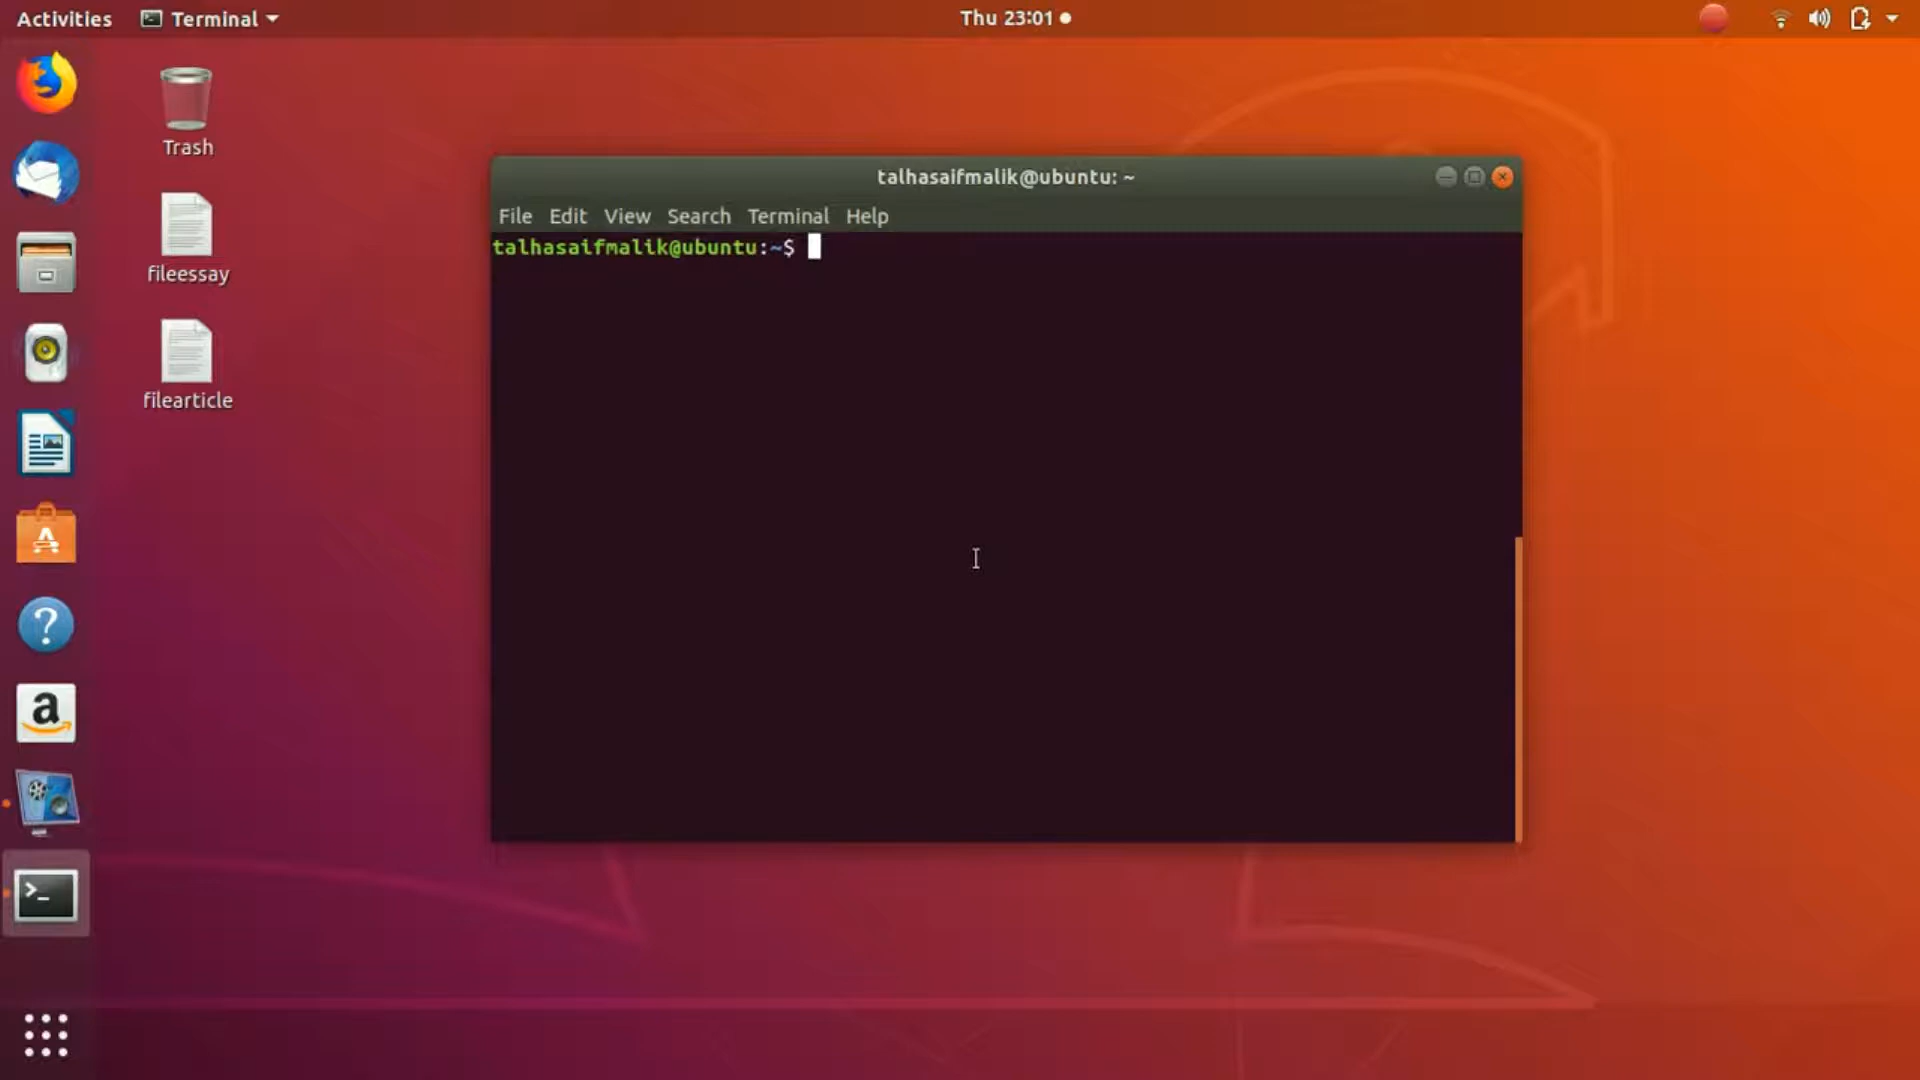 Activities Terminal Thu 23:01
Trash
fileessay
filearticle
talhasaifmalik@ubuntu: ~
File Edit View Search Terminal Help
talhasaifmalik@ubuntu:~$